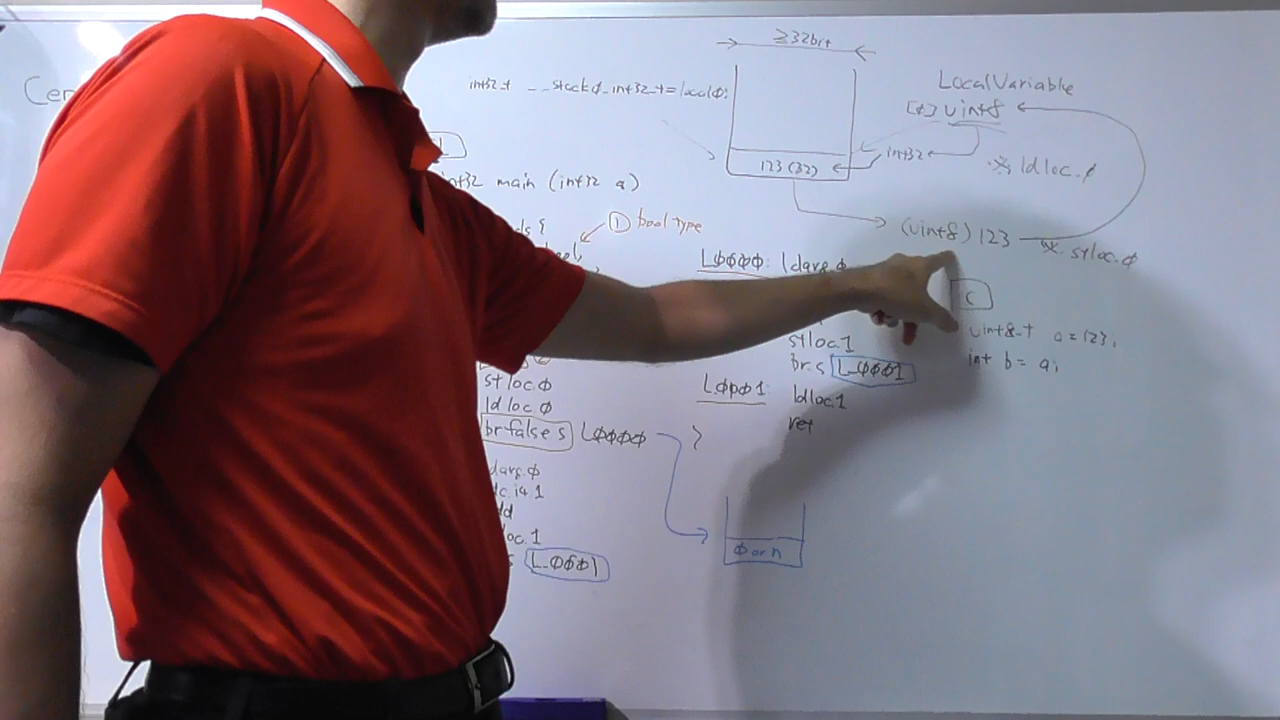 Cen
int32_t __stack0_int32_t=local0;
≥32bit
123(32)
LocalVariable
[0] uint8
int32
※ ldloc.0
(uint8) 123
※ stloc.0
int32 main (int32 a)
① bool type
L0000: ldarg.0
stloc.1
br.s L_0001
L0001: ldloc.1
ret
}
C
uint8_t a=123;
int b=a;
stloc.0
ldloc.0
brfalse.s L0000
ldarg.0
ldc.i4.1
add
stloc.1
L_0001
0 or n